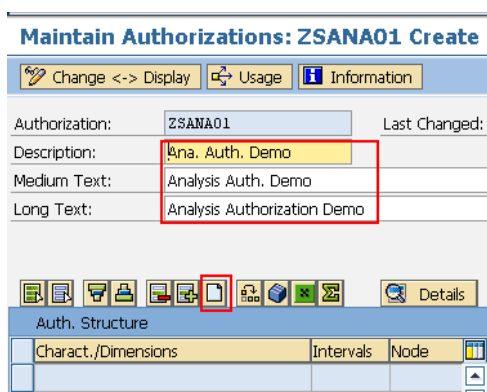 Maintain Authorizations: ZSANA01 Create
Change <-> Display Usage Information
Authorization: ZSANA01 Last Changed:
Description: Ana. Auth. Demo
Medium Text: Analysis Auth. Demo
Long Text: Analysis Authorization Demo
Details
Auth. Structure
Charact./Dimensions Intervals Node